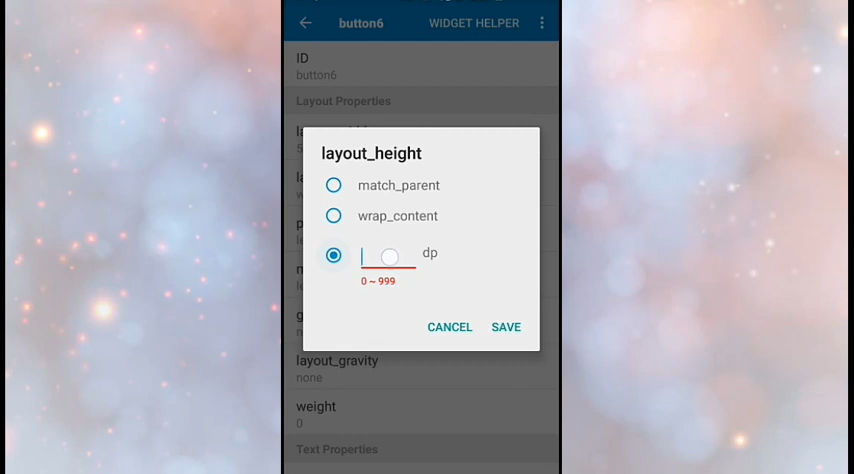 button6 WIDGET HELPER
ID
button6
Layout Properties
layout_height
match_parent
wrap_content
dp
0 ~ 999
CANCEL SAVE
layout_gravity
none
weight
0
Text Properties